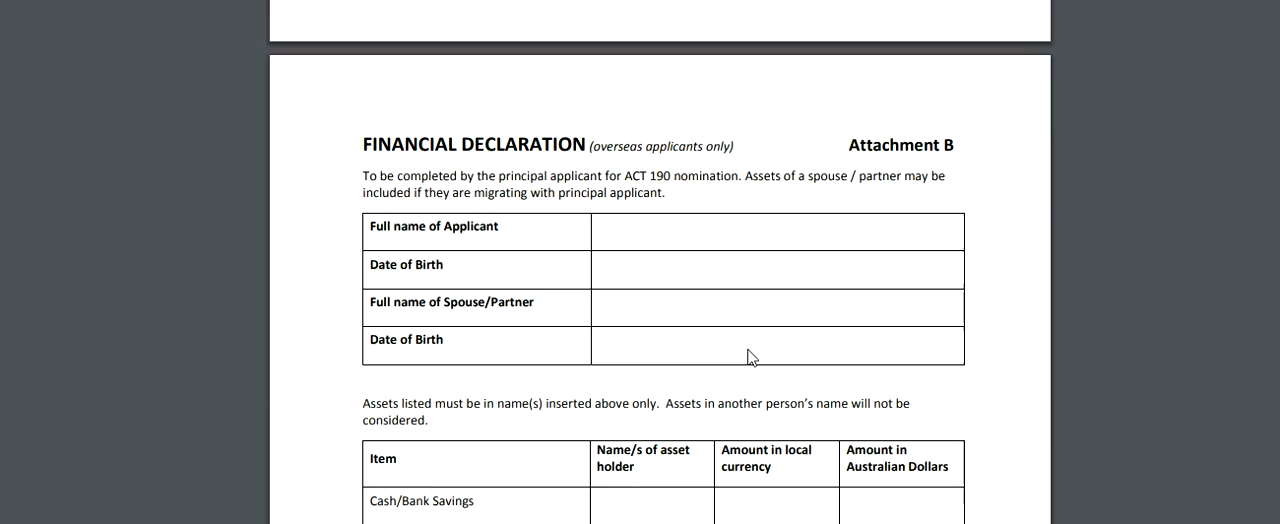 FINANCIAL DECLARATION (overseas applicants only) Attachment B
To be completed by the principal applicant for ACT 190 nomination. Assets of a spouse / partner may be
included if they are migrating with principal applicant.
Full name of Applicant
Date of Birth
Full name of Spouse/Partner
Date of Birth
Assets listed must be in name(s) inserted above only. Assets in another person's name will not be
considered.
Item
Name/s of asset
holder
Amount in local
currency
Amount in
Australian Dollars
Cash/Bank Savings